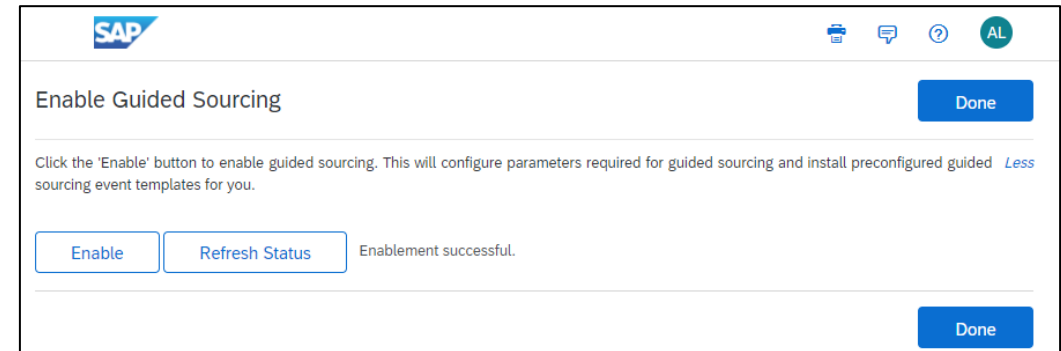 SAP
AL
Enable Guided Sourcing
Done
Click the 'Enable' button to enable guided sourcing. This will configure parameters required for guided sourcing and install preconfigured guided Less
sourcing event templates for you.
Enable Refresh Status Enablement successful.
Done